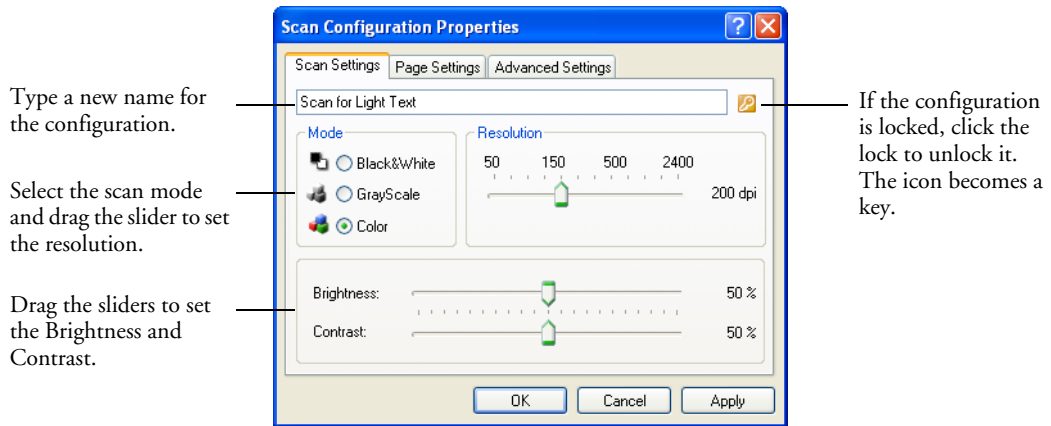 Scan Configuration Properties
Scan Settings Page Settings Advanced Settings
Type a new name for
the configuration.
Scan for Light Text
If the configuration
is locked, click the
lock to unlock it.
The icon becomes a
key.
Mode
Black&White
GrayScale
Color
Resolution
50 150 500 2400
200 dpi
Select the scan mode
and drag the slider to set
the resolution.
Drag the sliders to set
the Brightness and
Contrast.
Brightness: 50 %
Contrast: 50 %
OK Cancel Apply